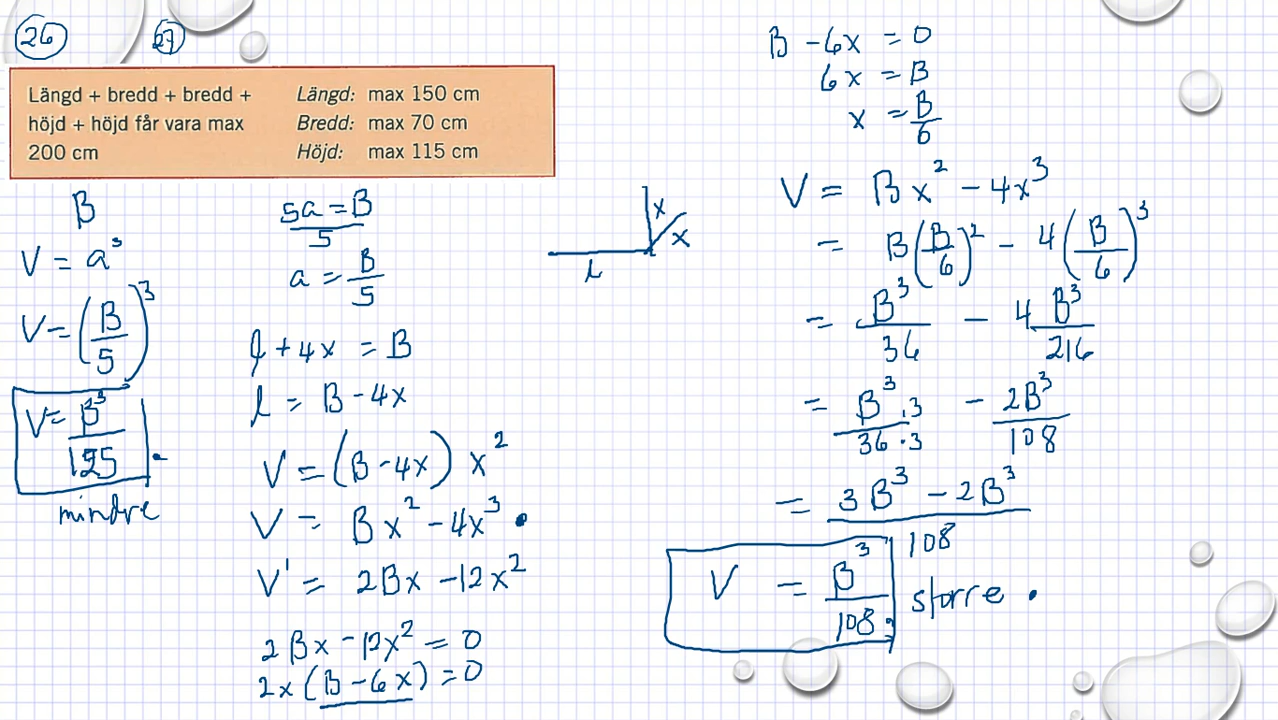 26 27
Längd + bredd + bredd +
höjd + höjd får vara max
200 cm
Längd: max 150 cm
Bredd: max 70 cm
Höjd: max 115 cm
B
V = a³
V = (B/5)³
V = B³/125
mindre
5a = B
5
a = B/5
l + 4x = B
l = B - 4x
V = (B - 4x) x²
V = Bx² - 4x³
V' = 2Bx - 12x²
2Bx - 12x² = 0
2x (B - 6x) = 0
x
x
l
B - 6x = 0
6x = B
x = B/6
V = Bx² - 4x³
= B(B/6)² - 4(B/6)³
= B³/36 - 4 B³/216
= B³·3/36·3 - 2B³/108
= 3B³ - 2B³/108
V = B³/108
större